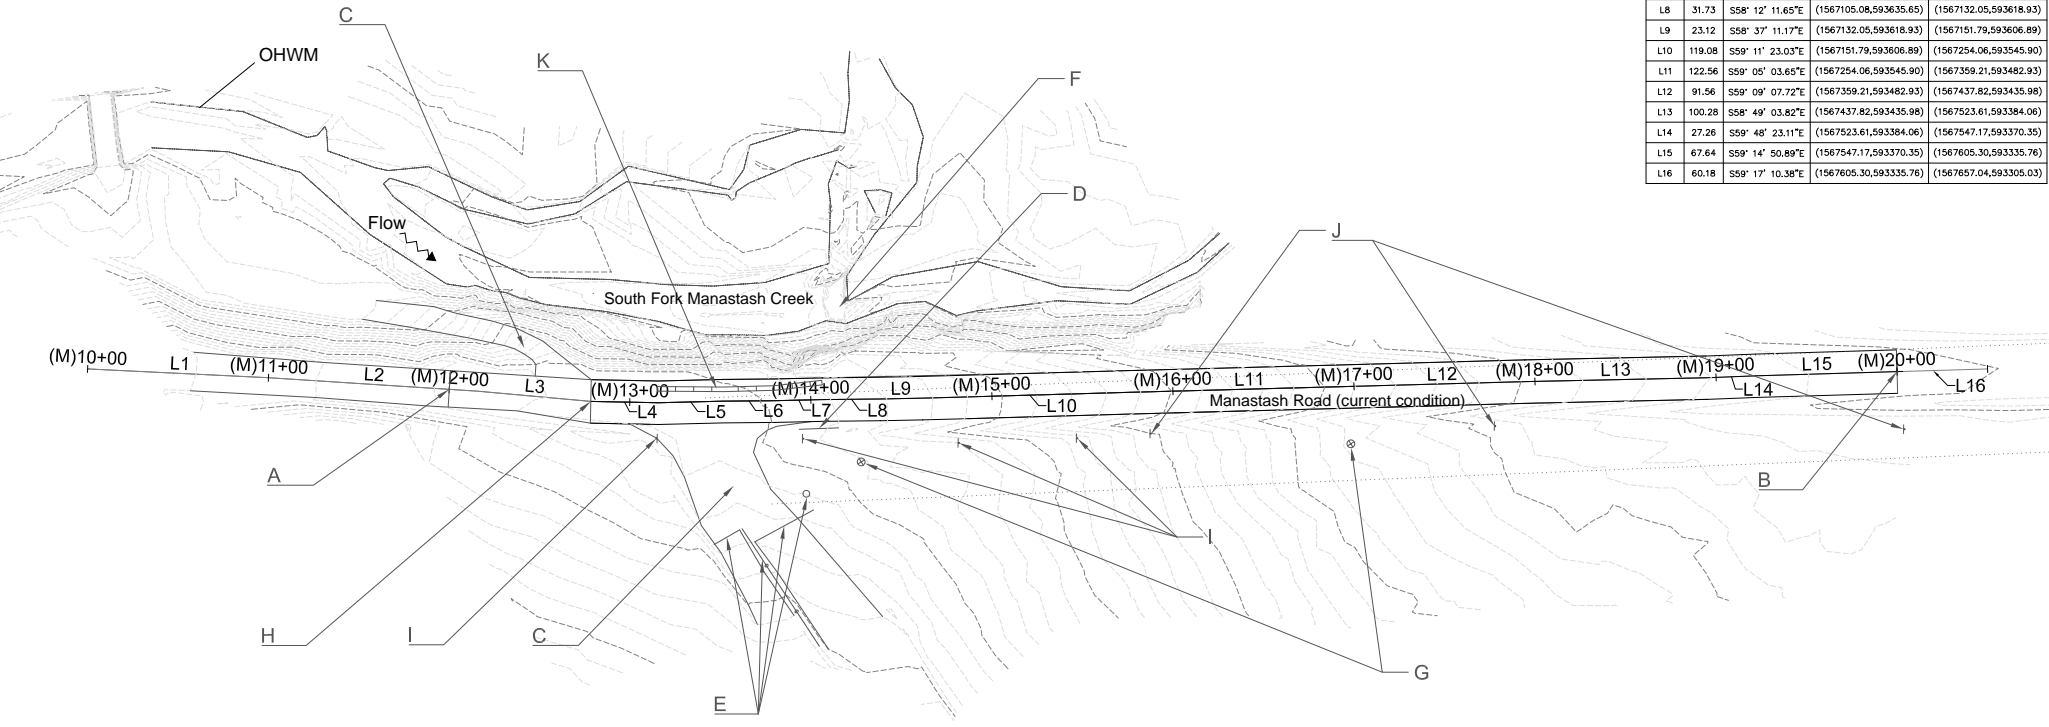 L8 31.73 S58° 12' 11.65"E (1567105.08,593635.65) (1567132.05,593618.93)
L9 23.12 S58° 37' 11.17"E (1567132.05,593618.93) (1567151.79,593606.89)
L10 119.08 S59° 11' 23.03"E (1567151.79,593606.89) (1567254.06,593545.90)
L11 122.56 S59° 05' 03.65"E (1567254.06,593545.90) (1567359.21,593482.93)
L12 91.56 S59° 09' 07.72"E (1567359.21,593482.93) (1567437.82,593435.98)
L13 100.28 S58° 49' 03.82"E (1567437.82,593435.98) (1567523.61,593384.06)
L14 27.26 S59° 48' 23.11"E (1567523.61,593384.06) (1567547.17,593370.35)
L15 67.64 S59° 14' 50.89"E (1567547.17,593370.35) (1567605.30,593335.76)
L16 60.18 S59° 17' 10.38"E (1567605.30,593335.76) (1567657.04,593305.03)
C
OHWM
K
F
D
Flow
J
South Fork Manastash Creek
(M)10+00
L1
(M)11+00
L2
(M)12+00
L3
(M)13+00
(M)14+00
L9
(M)15+00
(M)16+00
L11
(M)17+00
L12
(M)18+00
L13
(M)19+00
L15
(M)20+00
L4
L5
L6
L7
L8
L10
Manastash Road (current condition)
L14
L16
A
B
I
H
I
C
G
E